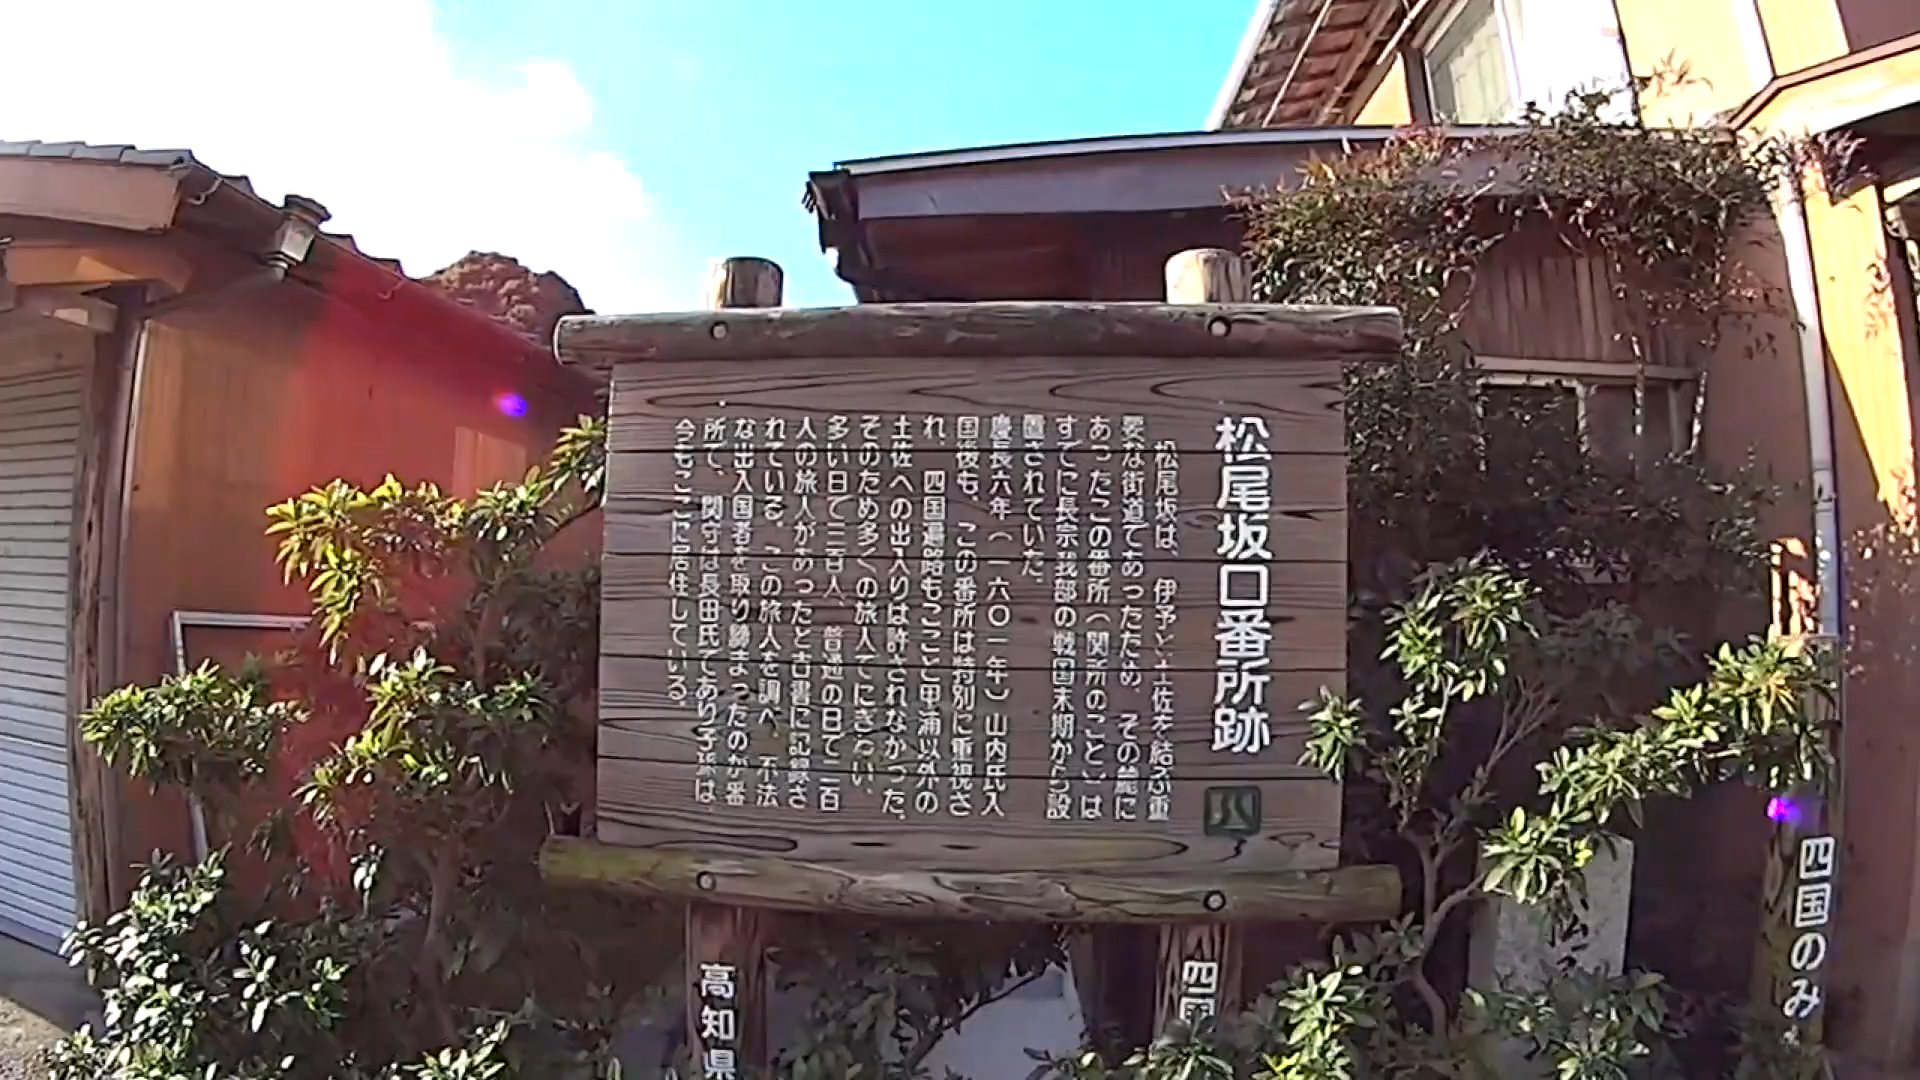 松尾坂口番所跡
八
松尾坂は、伊予と土佐を結ぶ重
要な街道であったため、その麓に
あったこの番所(関所のこと)は
すでに長宗我部の戦国末期から設
置されていた。
慶長六年(一六〇一年)山内氏入
国後も、この番所は特別に重視さ
れ、四国遍路もここと甲浦以外の
土佐への出入りは許されなかった。
そのため多くの旅人でにぎわい、
多い日で三百人、普通の日で二百
人の旅人があったと古書に記録さ
れている。この旅人を調べ、不法
な出入国者を取り締まったのが番
所で、関守は長田氏であり子孫は
今もここに居住している。
四国のみ
四国
高知県